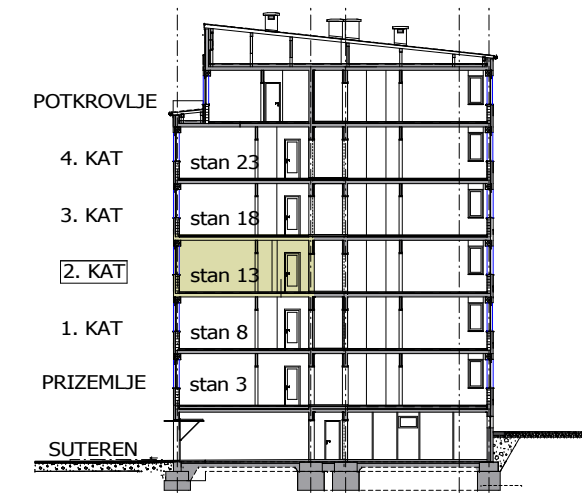 POTKROVLJE
4. KAT stan 23
3. KAT stan 18
2. KAT stan 13
1. KAT stan 8
PRIZEMLJE stan 3
SUTEREN